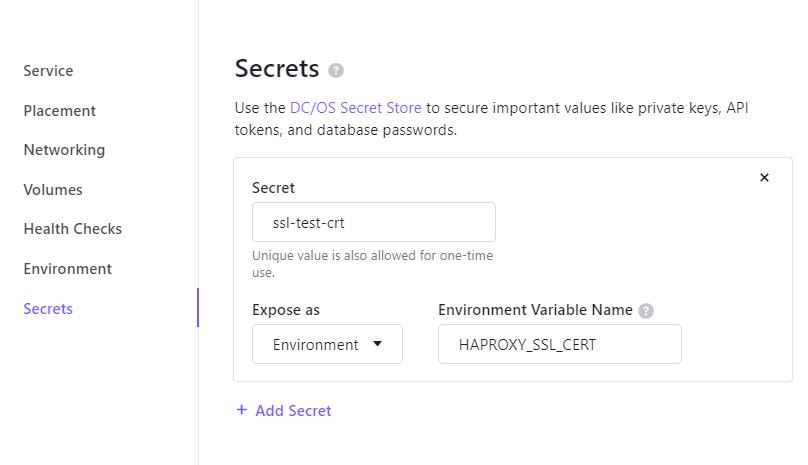 Service
Placement
Networking
Volumes
Health Checks
Environment
Secrets
Secrets ?
Use the DC/OS Secret Store to secure important values like private keys, API
tokens, and database passwords.
Secret
ssl-test-crt
Unique value is also allowed for one-time
use.
Expose as
Environment
Environment Variable Name ?
HAPROXY_SSL_CERT
+ Add Secret